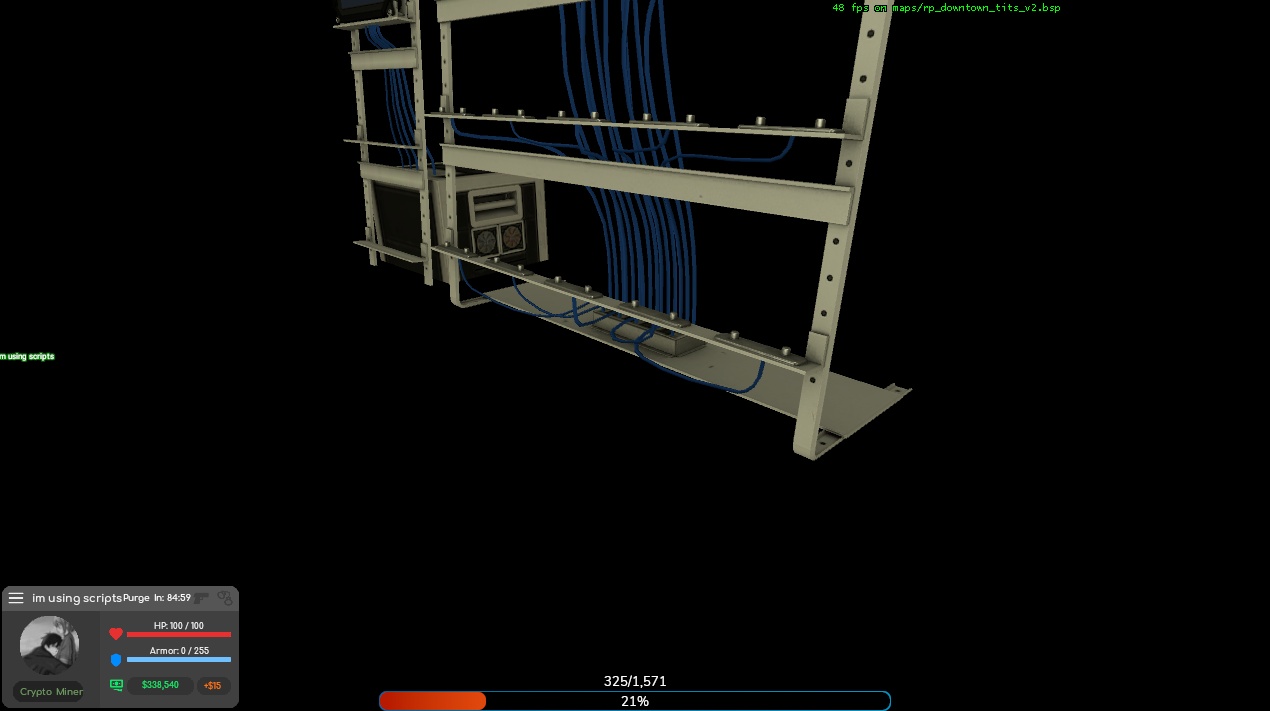 48 fps on maps/rp_downtown_tits_v2.bsp
m using scripts
im using scripts Purge In: 84:59
HP: 100 / 100
Armor: 0 / 255
Crypto Miner
$338,540
+$15
325/1,571
21%